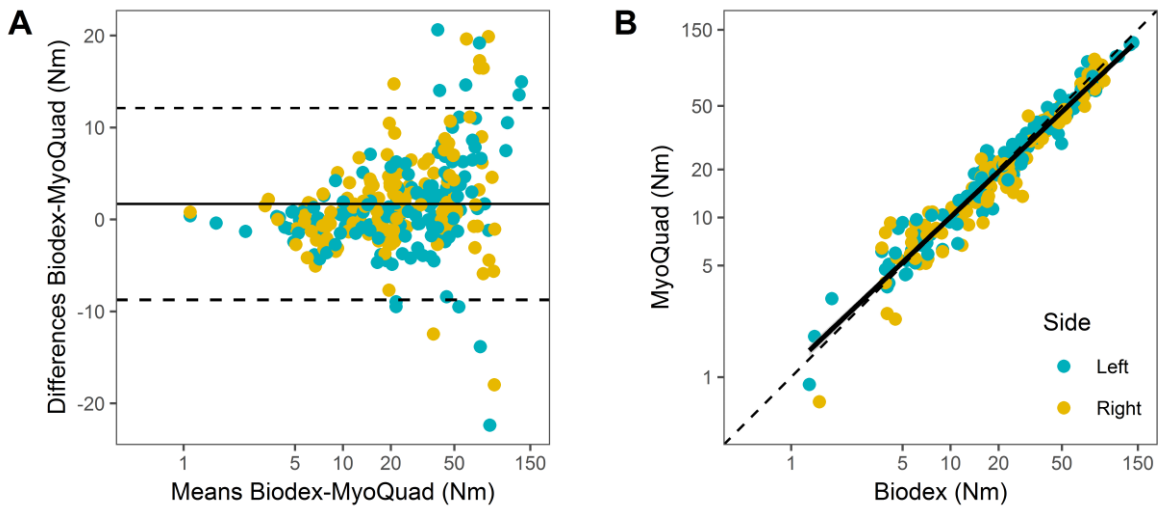 A
Differences Biodex-MyoQuad (Nm)
20
10
0
-10
-20
1 5 10 20 50 150
Means Biodex-MyoQuad (Nm)
B
MyoQuad (Nm)
150
50
20
10
5
1
Side
Left
Right
1 5 10 20 50 150
Biodex (Nm)